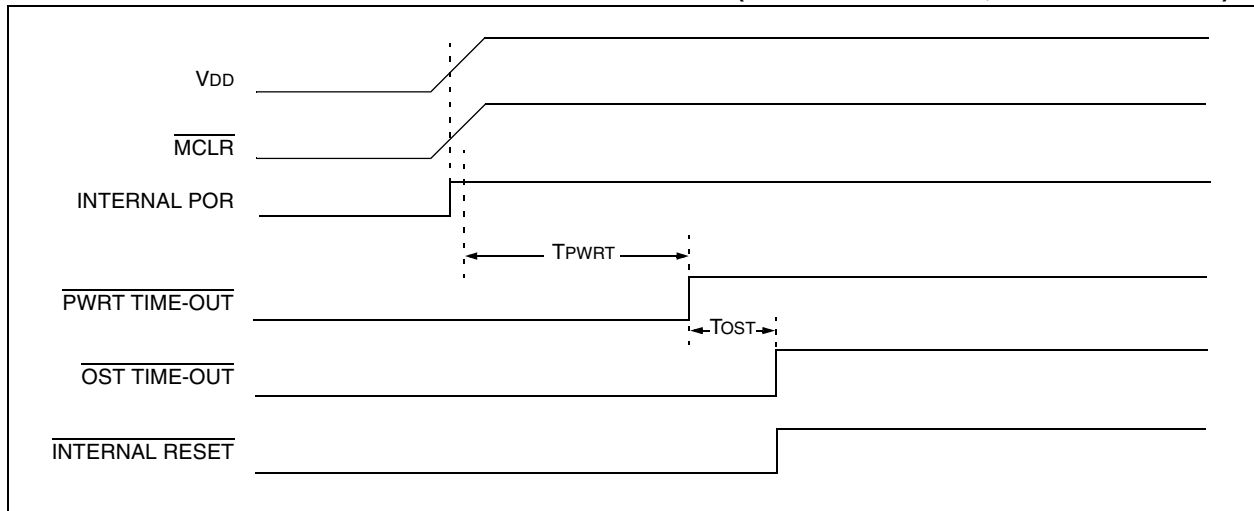 VDD
MCLR
INTERNAL POR
TPWRT
PWRT TIME-OUT
TOST
OST TIME-OUT
INTERNAL RESET